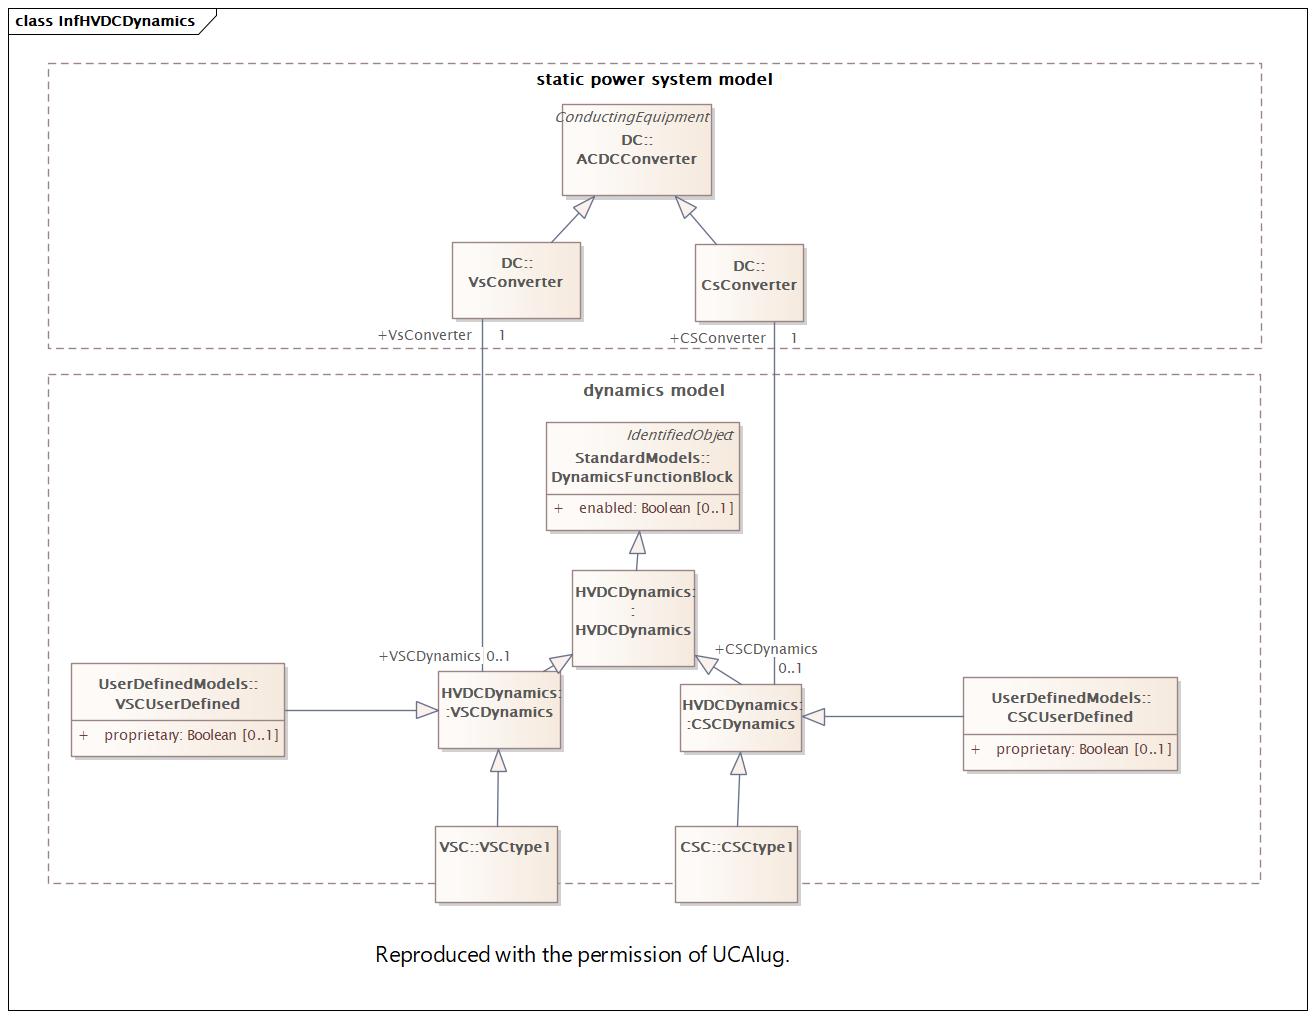 class InfHVDCDynamics
static power system model
ConductingEquipment
DC::
ACDCConverter
DC::
VsConverter
DC::
CsConverter
+VsConverter 1
+CSConverter 1
dynamics model
IdentifiedObject
StandardModels::
DynamicsFunctionBlock
+ enabled: Boolean [0..1]
HVDCDynamics:
:
HVDCDynamics
+VSCDynamics 0..1
+CSCDynamics
0..1
UserDefinedModels::
VSCUserDefined
+ proprietary: Boolean [0..1]
HVDCDynamics:
:VSCDynamics
HVDCDynamics:
:CSCDynamics
UserDefinedModels::
CSCUserDefined
+ proprietary: Boolean [0..1]
VSC::VSCtype1
CSC::CSCtype1
Reproduced with the permission of UCAIug.